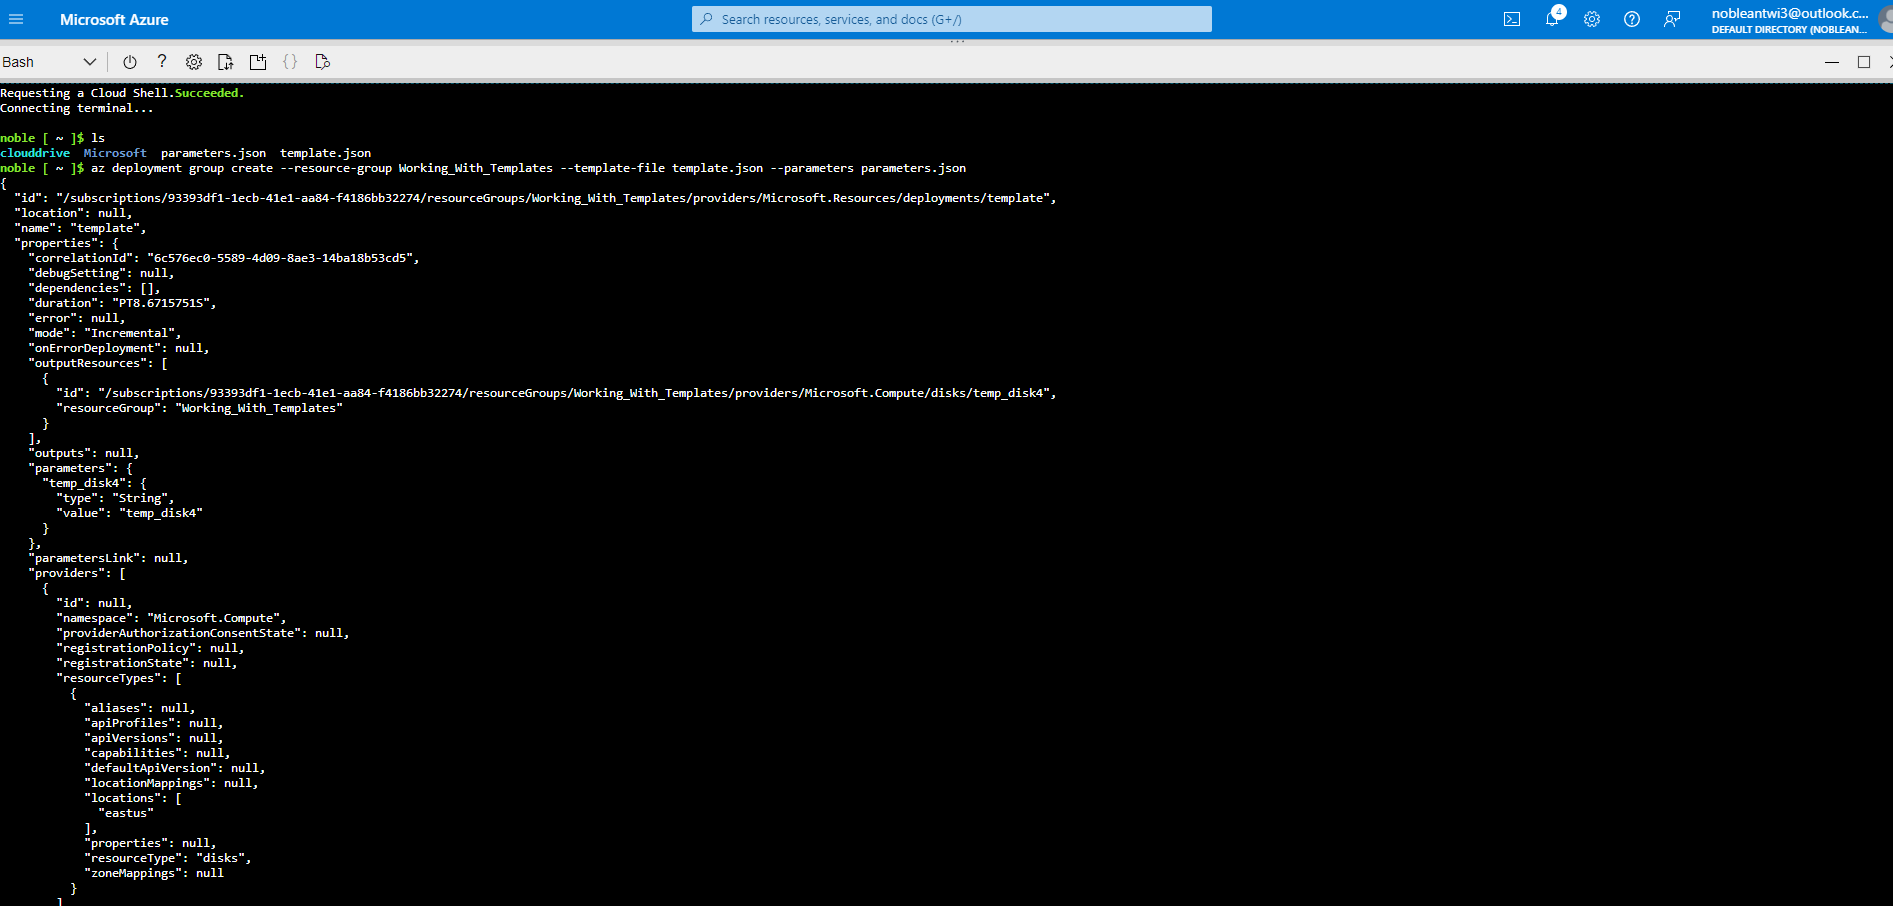 Microsoft Azure
Search resources, services, and docs (G+/)
4
nobleantwi3@outlook.c...
DEFAULT DIRECTORY (NOBLEAN...
Bash
Requesting a Cloud Shell.Succeeded.
Connecting terminal...
noble [ ~ ]$ ls
clouddrive  Microsoft  parameters.json  template.json
noble [ ~ ]$ az deployment group create --resource-group Working_With_Templates --template-file template.json --parameters parameters.json
{
  "id": "/subscriptions/93393df1-1ecb-41e1-aa84-f4186bb32274/resourceGroups/Working_With_Templates/providers/Microsoft.Resources/deployments/template",
  "location": null,
  "name": "template",
  "properties": {
    "correlationId": "6c576ec0-5589-4d09-8ae3-14ba18b53cd5",
    "debugSetting": null,
    "dependencies": [],
    "duration": "PT8.6715751S",
    "error": null,
    "mode": "Incremental",
    "onErrorDeployment": null,
    "outputResources": [
      {
        "id": "/subscriptions/93393df1-1ecb-41e1-aa84-f4186bb32274/resourceGroups/Working_With_Templates/providers/Microsoft.Compute/disks/temp_disk4",
        "resourceGroup": "Working_With_Templates"
      }
    ],
    "outputs": null,
    "parameters": {
      "temp_disk4": {
        "type": "String",
        "value": "temp_disk4"
      }
    },
    "parametersLink": null,
    "providers": [
      {
        "id": null,
        "namespace": "Microsoft.Compute",
        "providerAuthorizationConsentState": null,
        "registrationPolicy": null,
        "registrationState": null,
        "resourceTypes": [
          {
            "aliases": null,
            "apiProfiles": null,
            "apiVersions": null,
            "capabilities": null,
            "defaultApiVersion": null,
            "locationMappings": null,
            "locations": [
              "eastus"
            ],
            "properties": null,
            "resourceType": "disks",
            "zoneMappings": null
          }
        ]